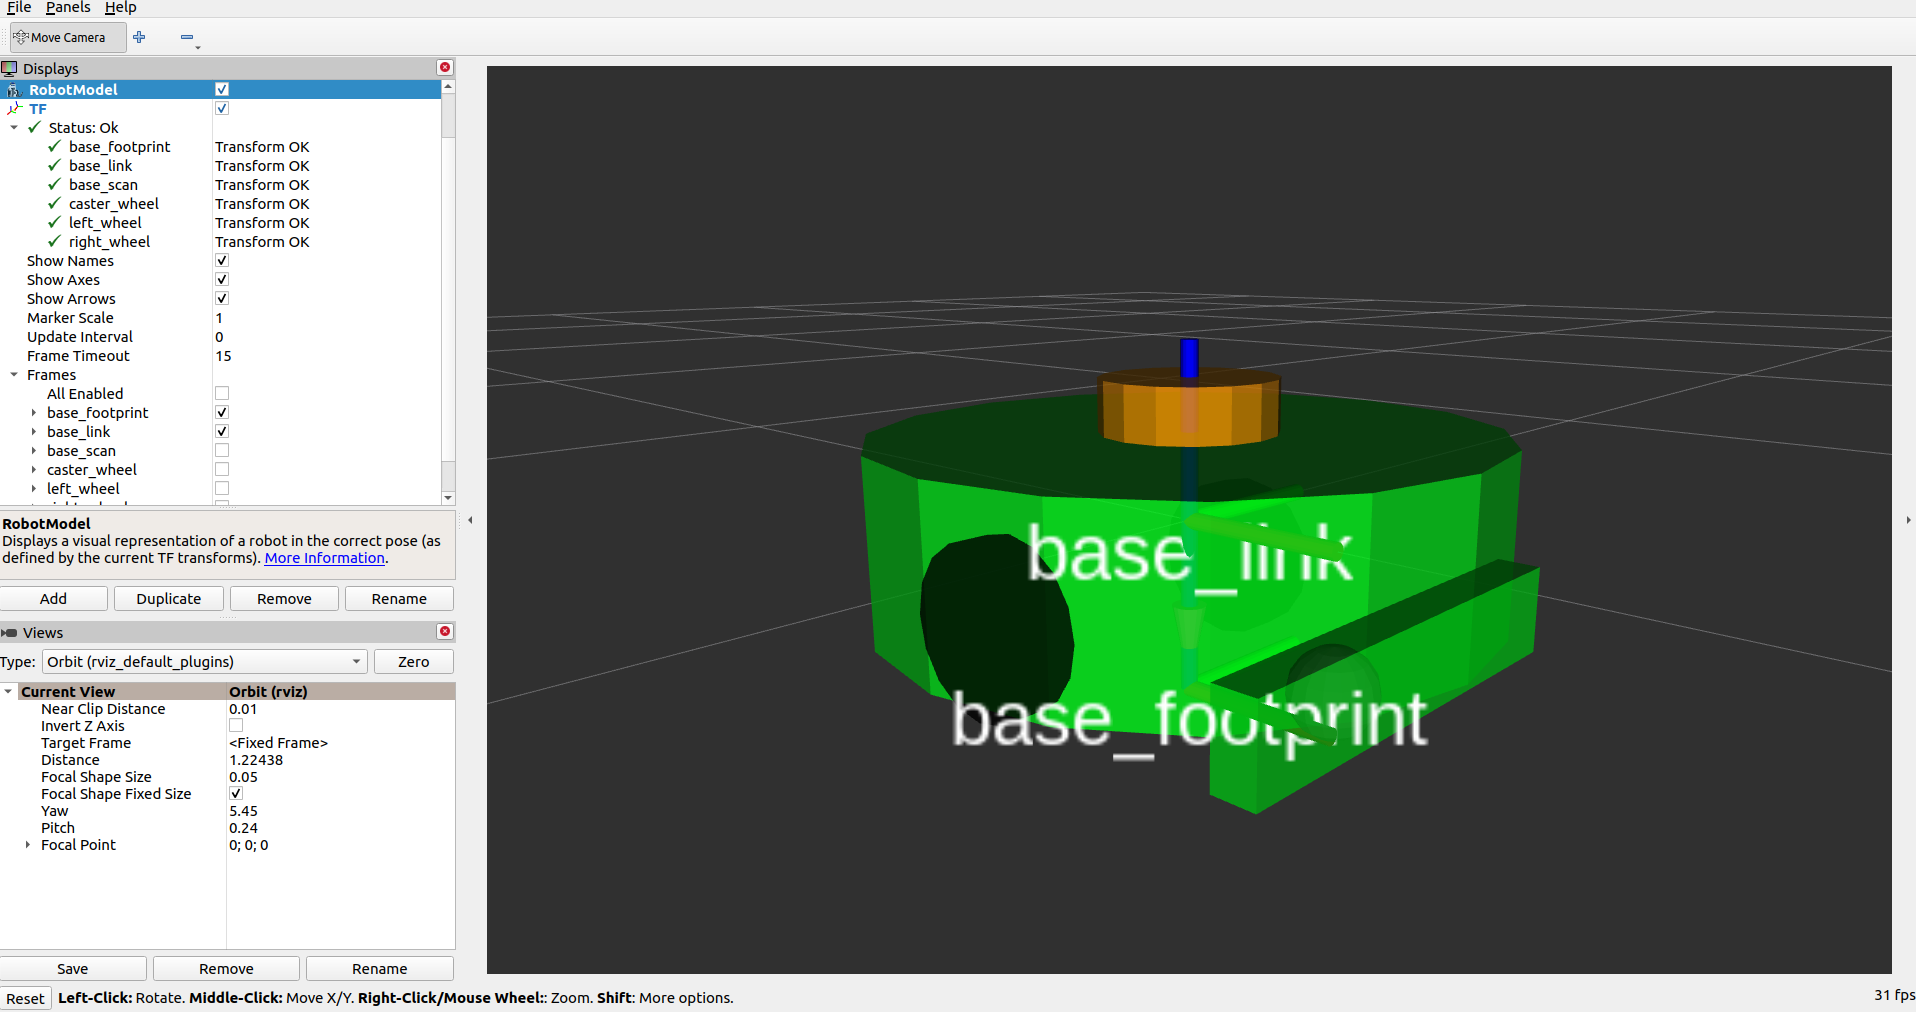 File Panels Help
Move Camera
Displays
RobotModel
TF
Status: Ok
base_footprint Transform OK
base_link Transform OK
base_scan Transform OK
caster_wheel Transform OK
left_wheel Transform OK
right_wheel Transform OK
Show Names
Show Axes
Show Arrows
Marker Scale 1
Update Interval 0
Frame Timeout 15
Frames
All Enabled
base_footprint
base_link
base_scan
caster_wheel
left_wheel
RobotModel
Displays a visual representation of a robot in the correct pose (as
defined by the current TF transforms). More Information.
Add Duplicate Remove Rename
Views
Type: Orbit (rviz_default_plugins) Zero
Current View Orbit (rviz)
Near Clip Distance 0.01
Invert Z Axis
Target Frame <Fixed Frame>
Distance 1.22438
Focal Shape Size 0.05
Focal Shape Fixed Size
Yaw 5.45
Pitch 0.24
Focal Point 0; 0; 0
Save Remove Rename
Reset Left-Click: Rotate. Middle-Click: Move X/Y. Right-Click/Mouse Wheel:: Zoom. Shift: More options.
31 fps
base_link
base_footprint